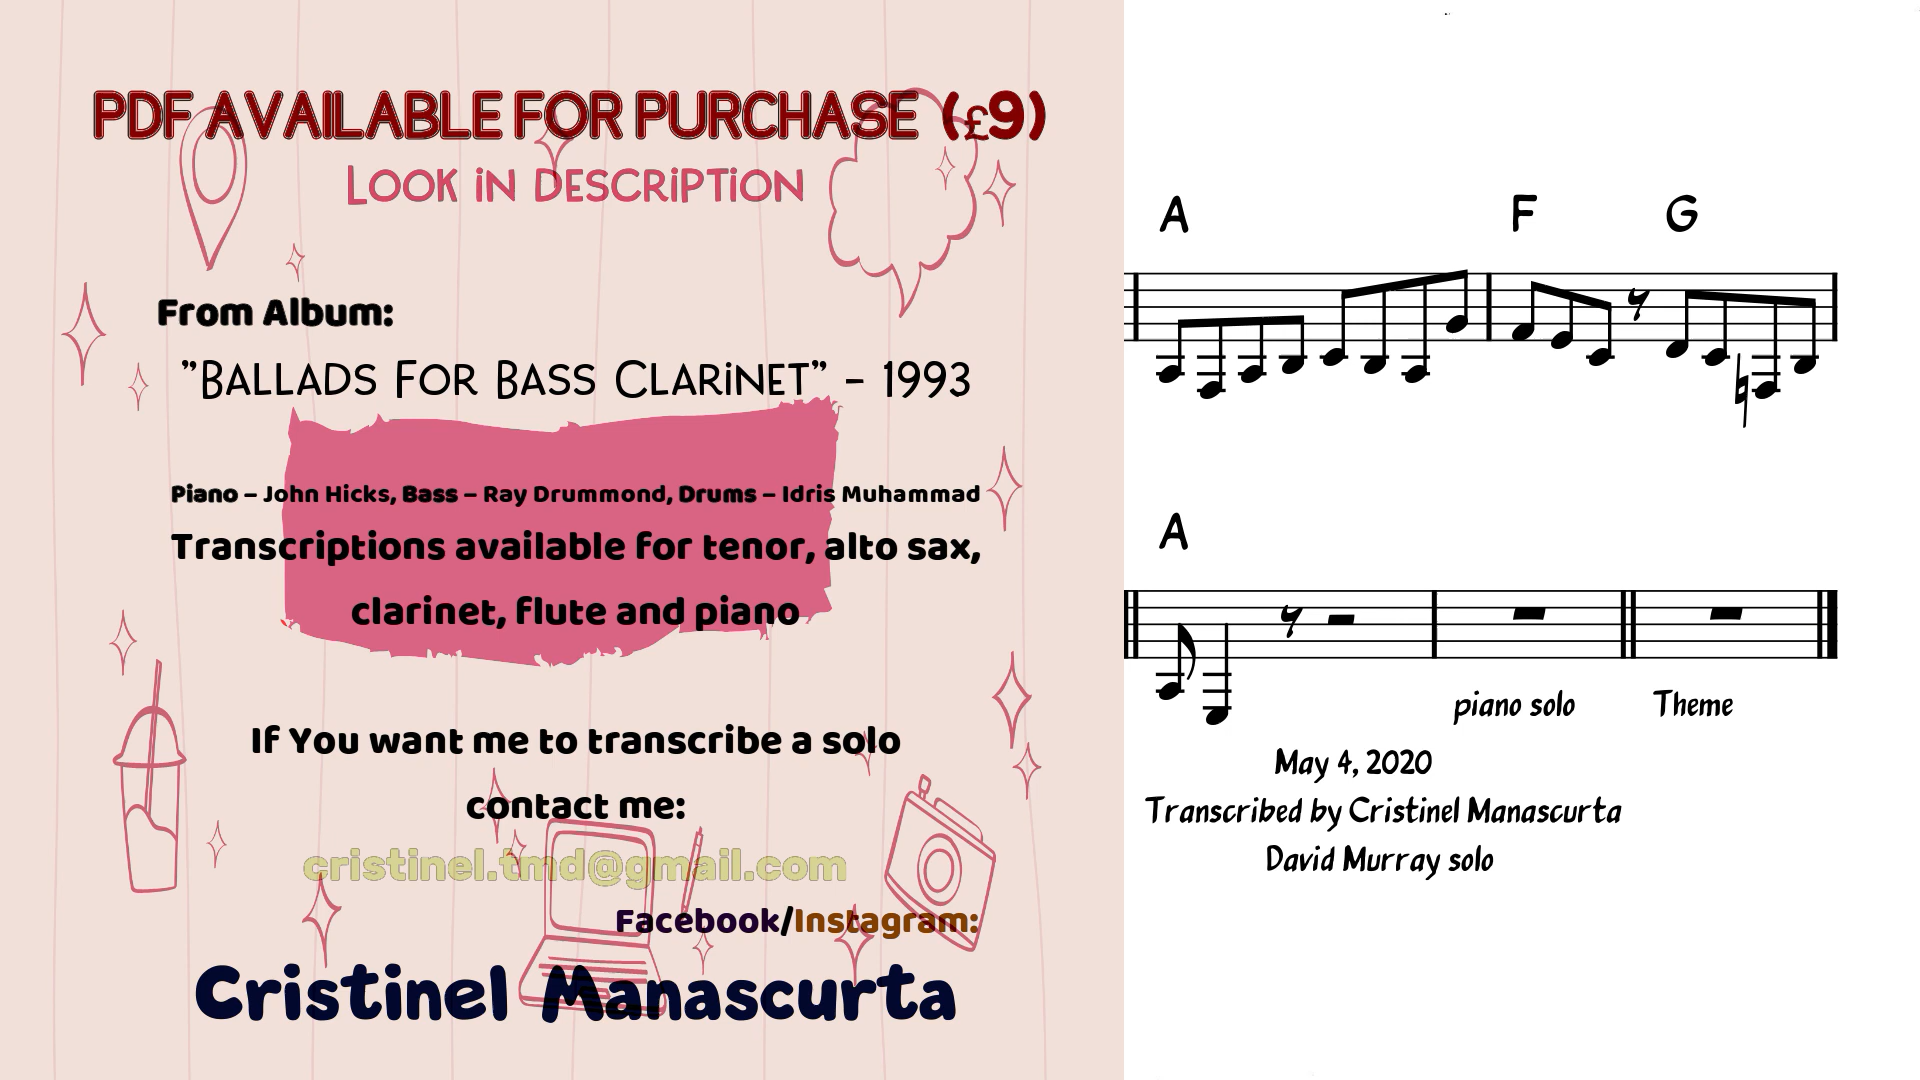 PDF AVAILABLE FOR PURCHASE (£9)
LOOK IN DESCRIPTION
From Album:
"BALLADS FOR BASS CLARINET" – 1993
Piano – John Hicks, Bass – Ray Drummond, Drums – Idris Muhammad
Transcriptions available for tenor, alto sax,
clarinet, flute and piano
If You want me to transcribe a solo
contact me:
cristinel.tmd@gmail.com
Facebook/Instagram:
Cristinel Manascurta
A F G
A
piano solo Theme
May 4, 2020
Transcribed by Cristinel Manascurta
David Murray solo